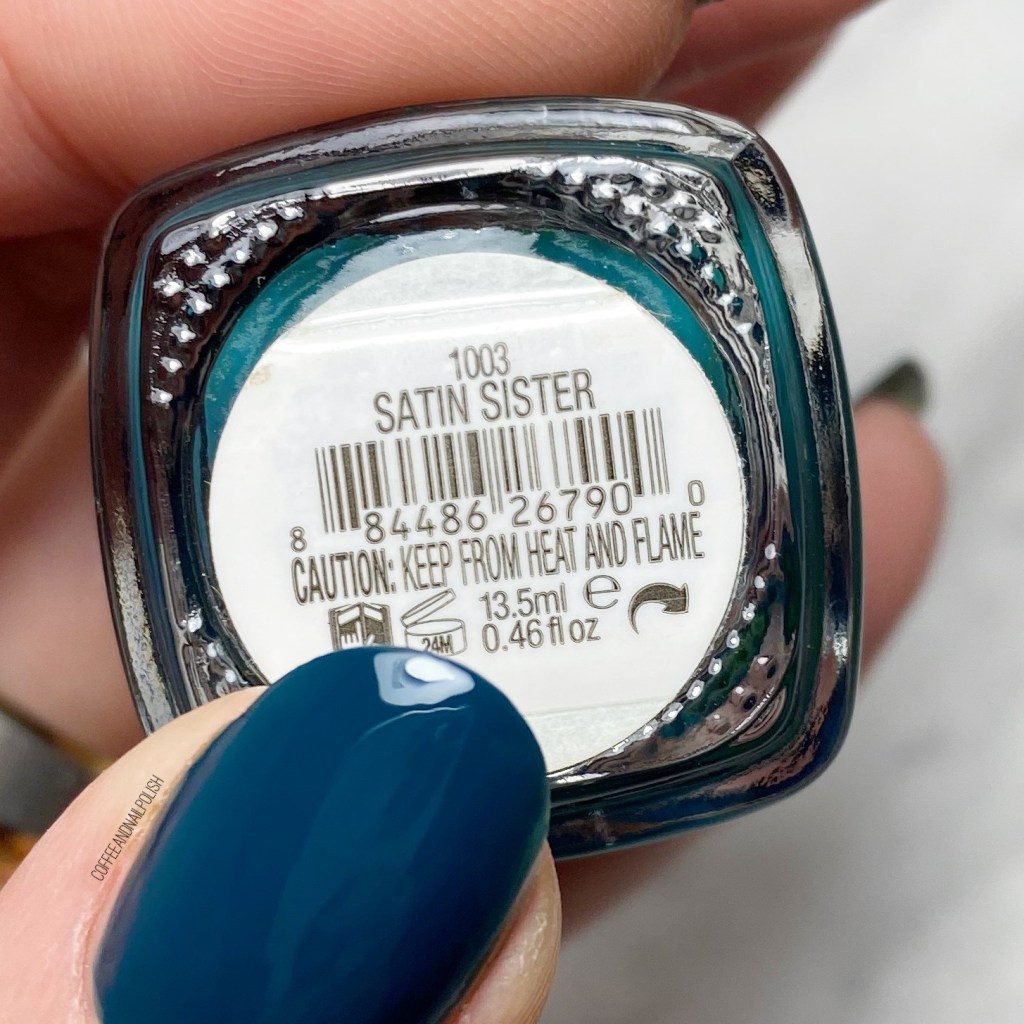 1003
SATIN SISTER
8 84486 26790 0
CAUTION: KEEP FROM HEAT AND FLAME
24M 13.5ml e
0.46 fl oz
COFFEEANDNAILPOLISH